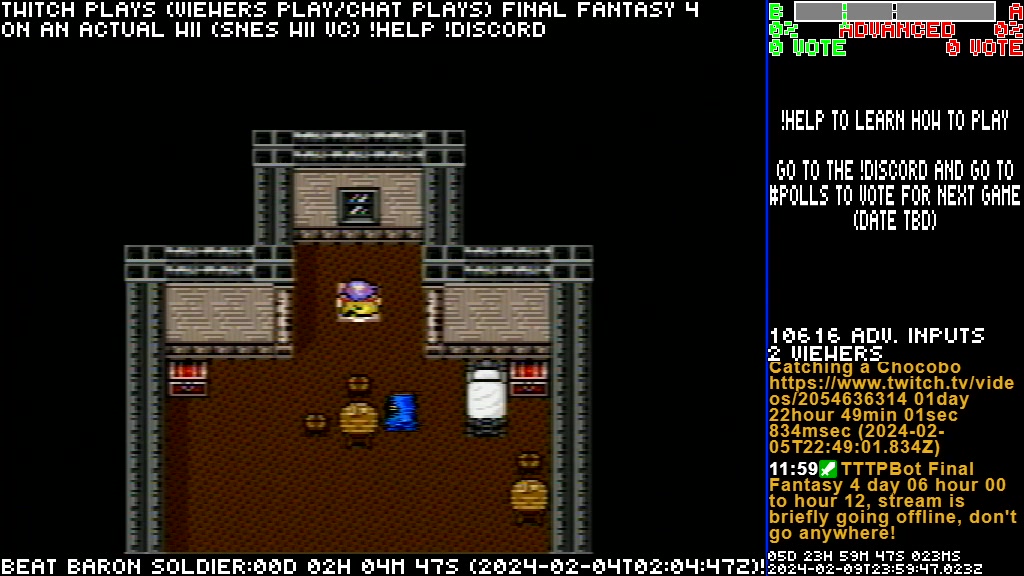 TWITCH PLAYS (VIEWERS PLAY/CHAT PLAYS) FINAL FANTASY 4
ON AN ACTUAL WII (SNES WII VC) !HELP !DISCORD
B A
0% ADVANCED 0%
0 VOTE 0 VOTE
!HELP TO LEARN HOW TO PLAY
GO TO THE !DISCORD AND GO TO
#POLLS TO VOTE FOR NEXT GAME
(DATE TBD)
10616 ADV. INPUTS
2 VIEWERS
Catching a Chocobo
https://www.twitch.tv/vide
os/2054636314 01day
22hour 49min 01sec
834msec (2024-02-
05T22:49:01.834Z)
11:59 TTTPBot Final
Fantasy 4 day 06 hour 00
to hour 12, stream is
briefly going offline, don't
go anywhere!
05D 23H 59M 47S 023MS
2024-02-09T23:59:47.023Z
BEAT BARON SOLDIER:00D 02H 04M 47S (2024-02-04T02:04:47Z)!